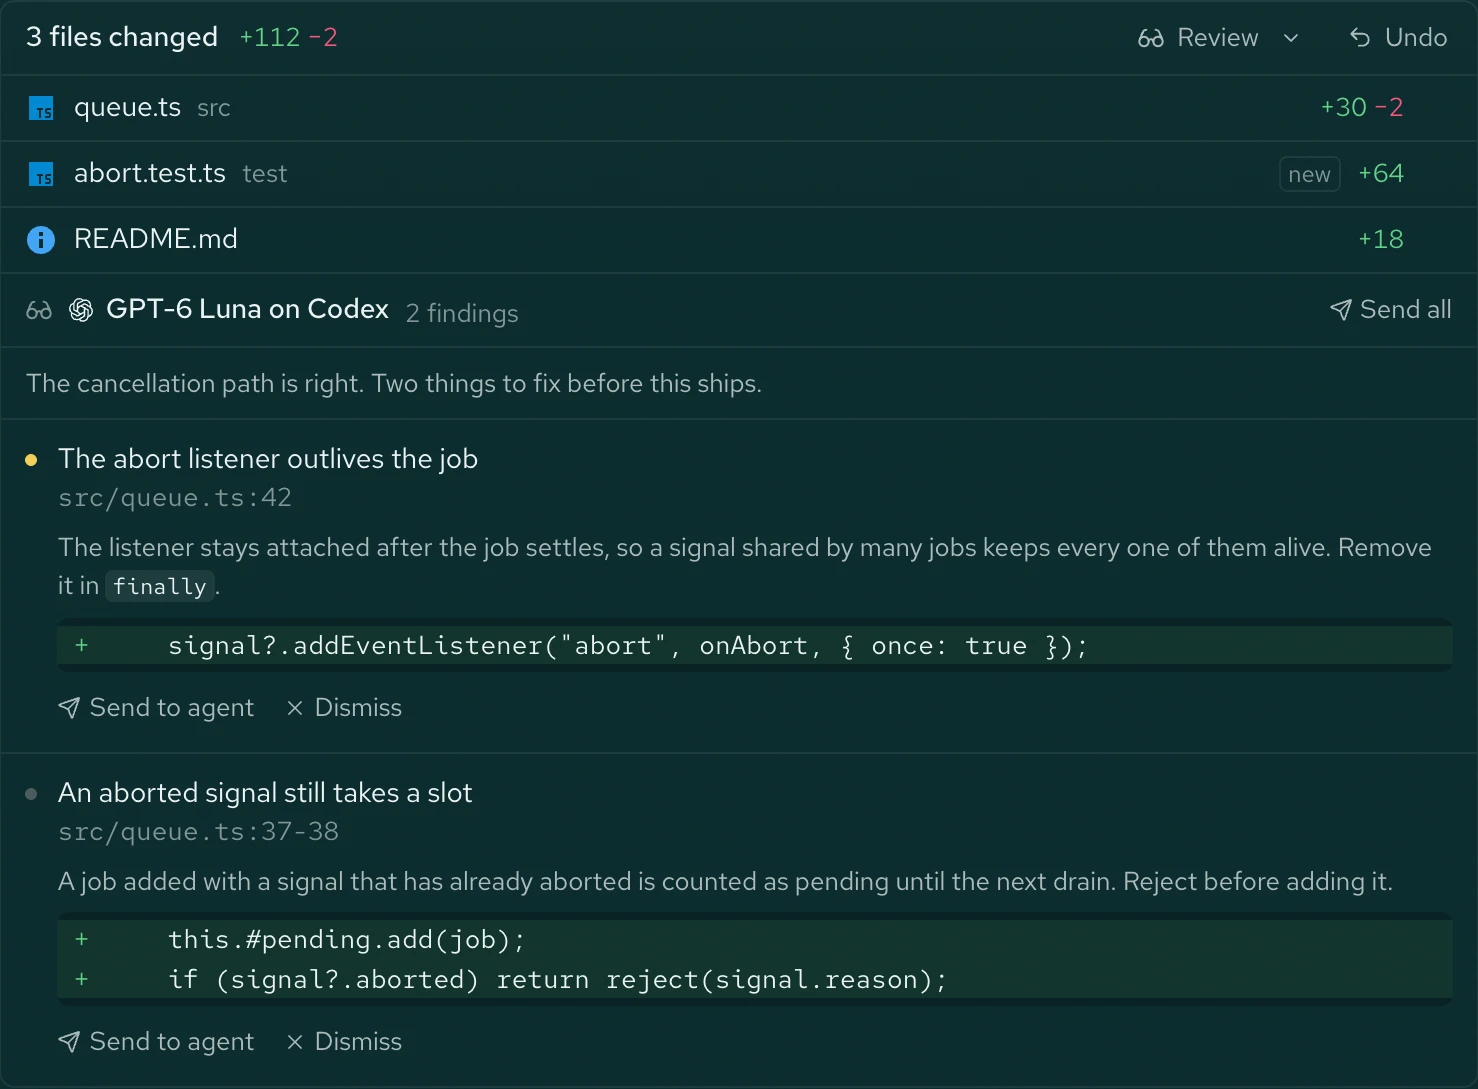 3 files changed +112 −2 Review Undo
TS queue.ts src +30 −2
TS abort.test.ts test new +64
README.md +18
GPT-6 Luna on Codex 2 findings Send all
The cancellation path is right. Two things to fix before this ships.
The abort listener outlives the job
src/queue.ts:42
The listener stays attached after the job settles, so a signal shared by many jobs keeps every one of them alive. Remove
it in finally.
+ signal?.addEventListener("abort", onAbort, { once: true });
Send to agent Dismiss
An aborted signal still takes a slot
src/queue.ts:37-38
A job added with a signal that has already aborted is counted as pending until the next drain. Reject before adding it.
+ this.#pending.add(job);
+ if (signal?.aborted) return reject(signal.reason);
Send to agent Dismiss